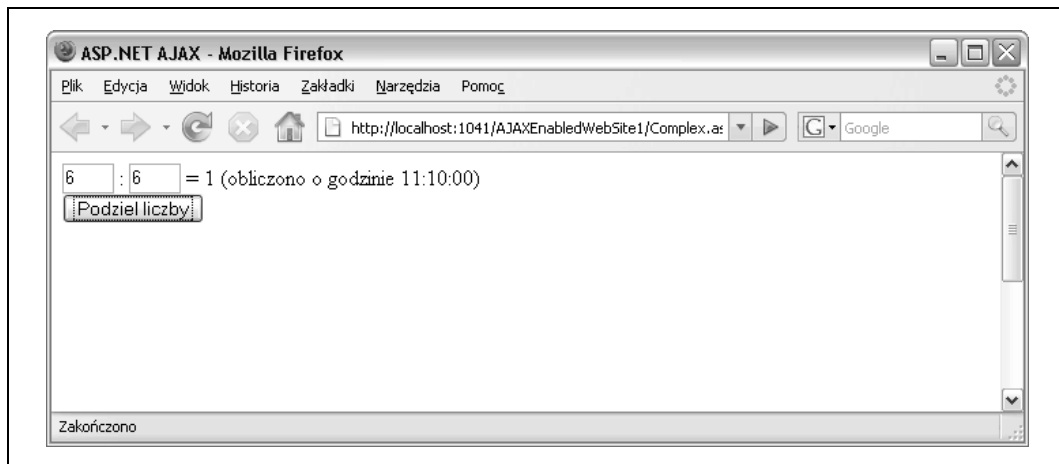 ASP.NET AJAX - Mozilla Firefox
Plik Edycja Widok Historia Zakładki Narzędzia Pomoc
http://localhost:1041/AJAXEnabledWebSite1/Complex.as G Google
6 : 6 = 1 (obliczono o godzinie 11:10:00)
Podziel liczby
Zakończono